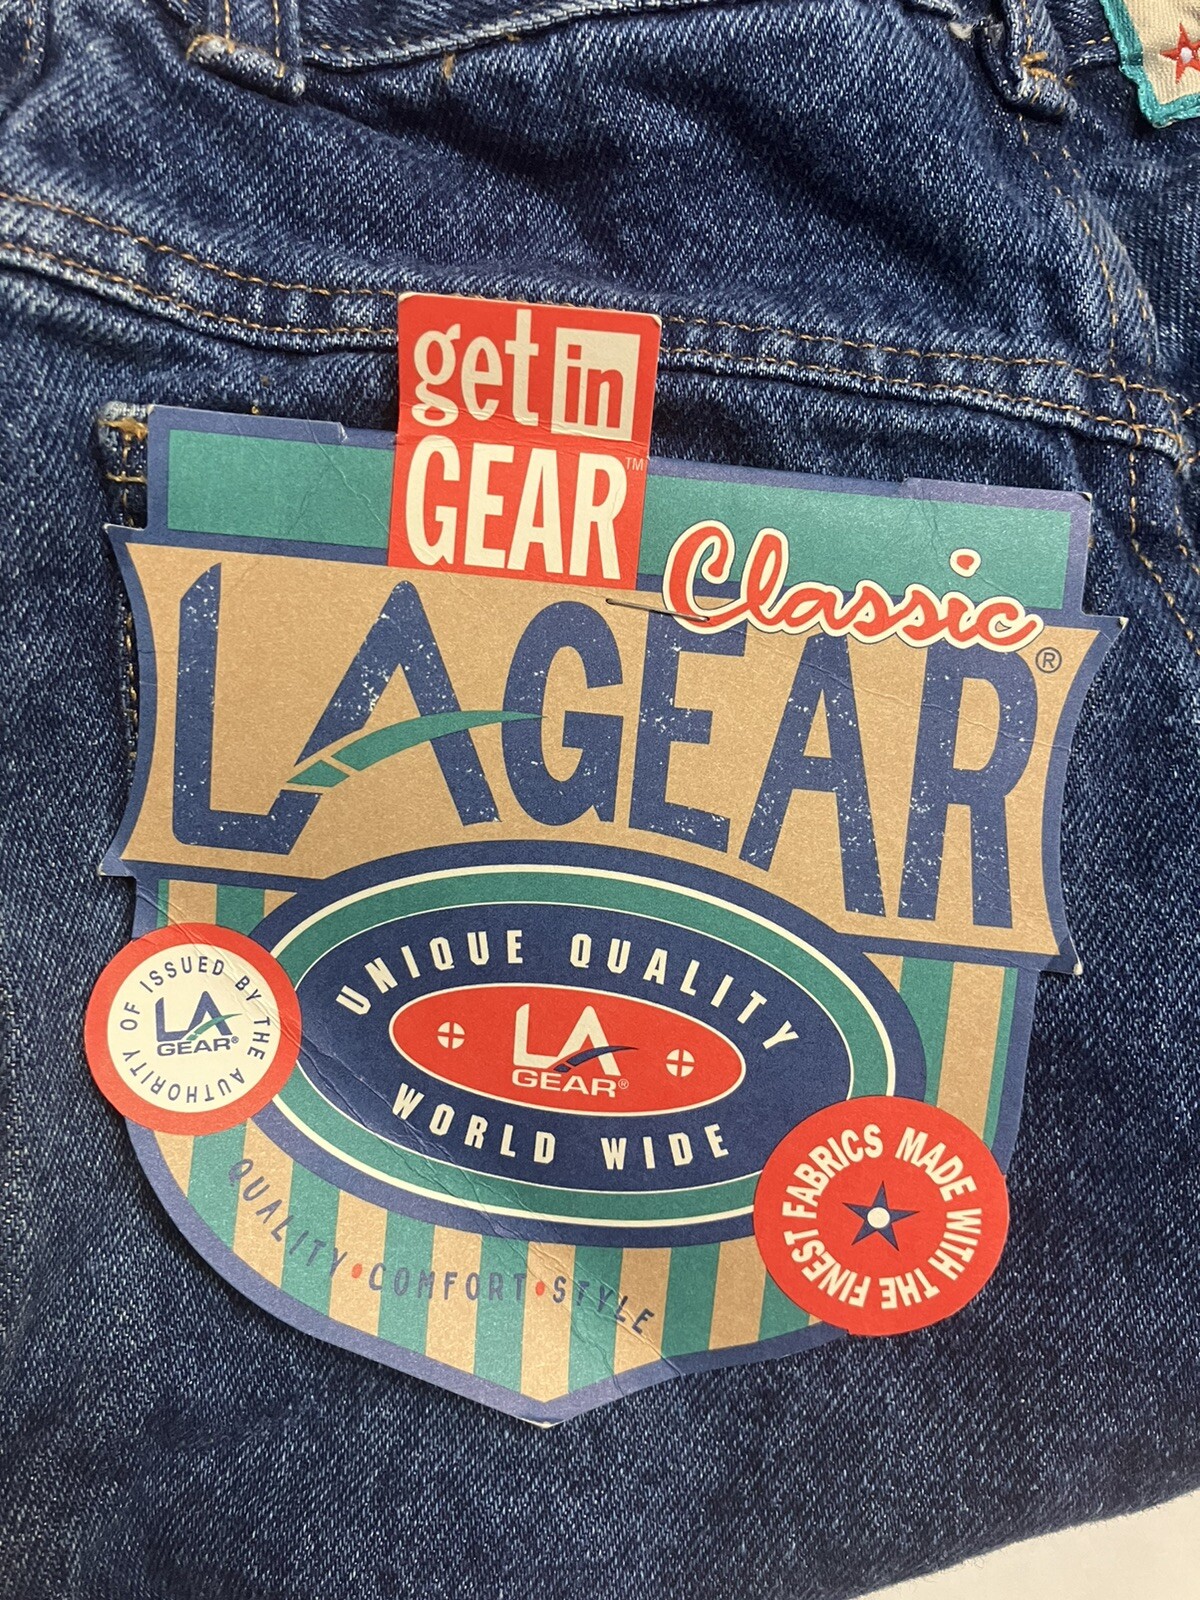 get in
GEAR™
Classic
LA GEAR®
UNIQUE QUALITY
LA
GEAR®
WORLD WIDE
ISSUED BY THE AUTHORITY OF
LA
GEAR®
MADE WITH THE FINEST FABRICS
QUALITY•COMFORT•STYLE